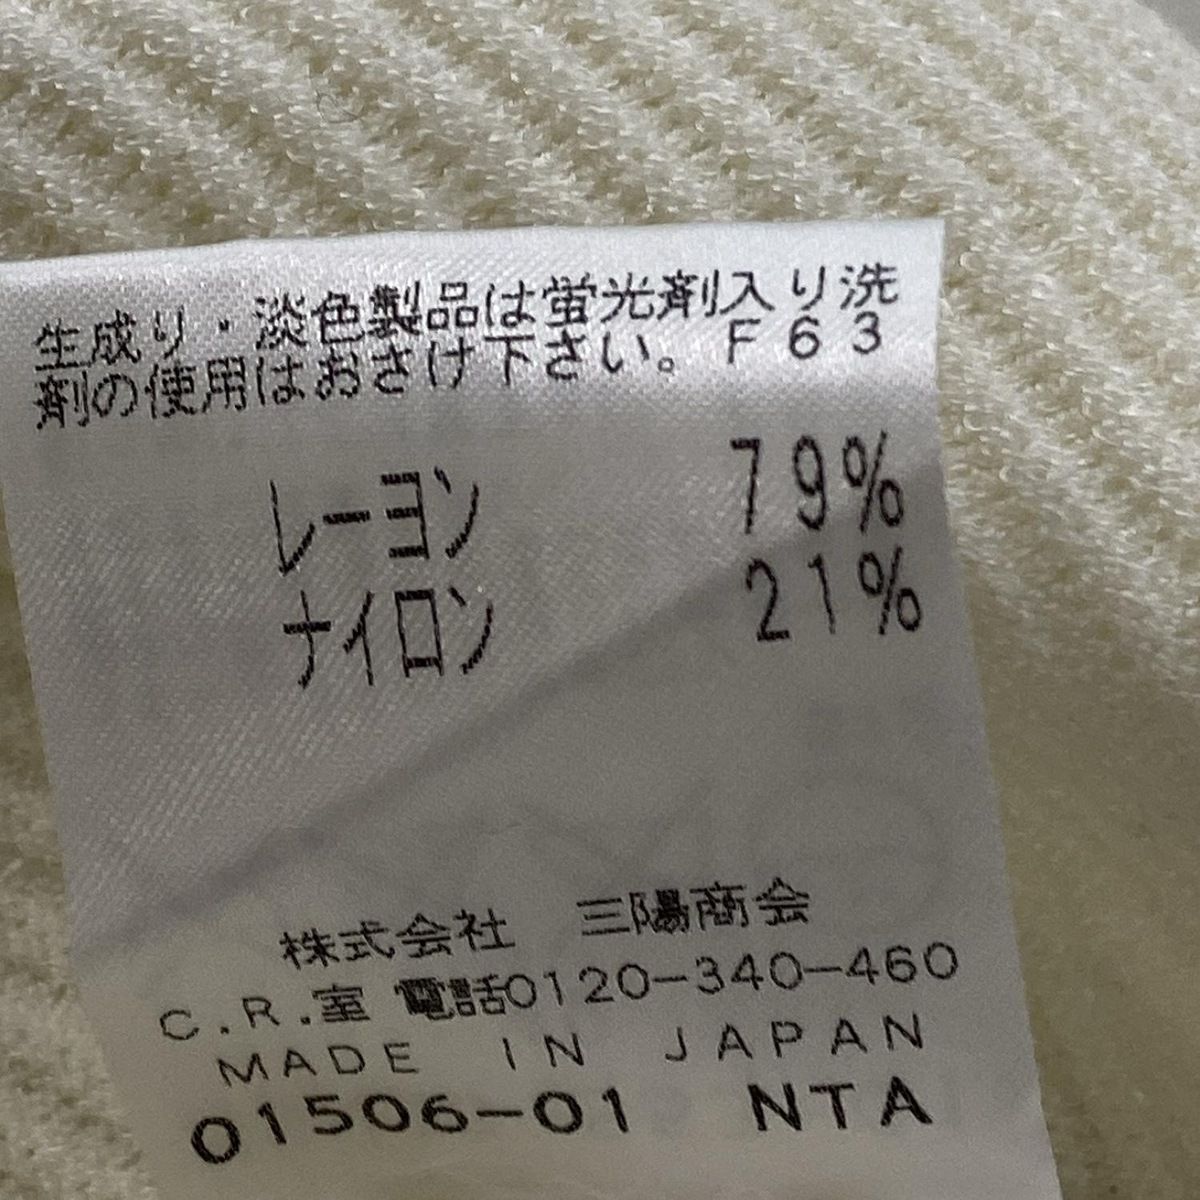 生成り・淡色製品は蛍光剤入り洗
剤の使用はおさけ下さい。F63
レーヨン 79%
ナイロン 21%
株式会社 三陽商会
C.R.室 電話0120-340-460
MADE IN JAPAN
01506-01 NTA